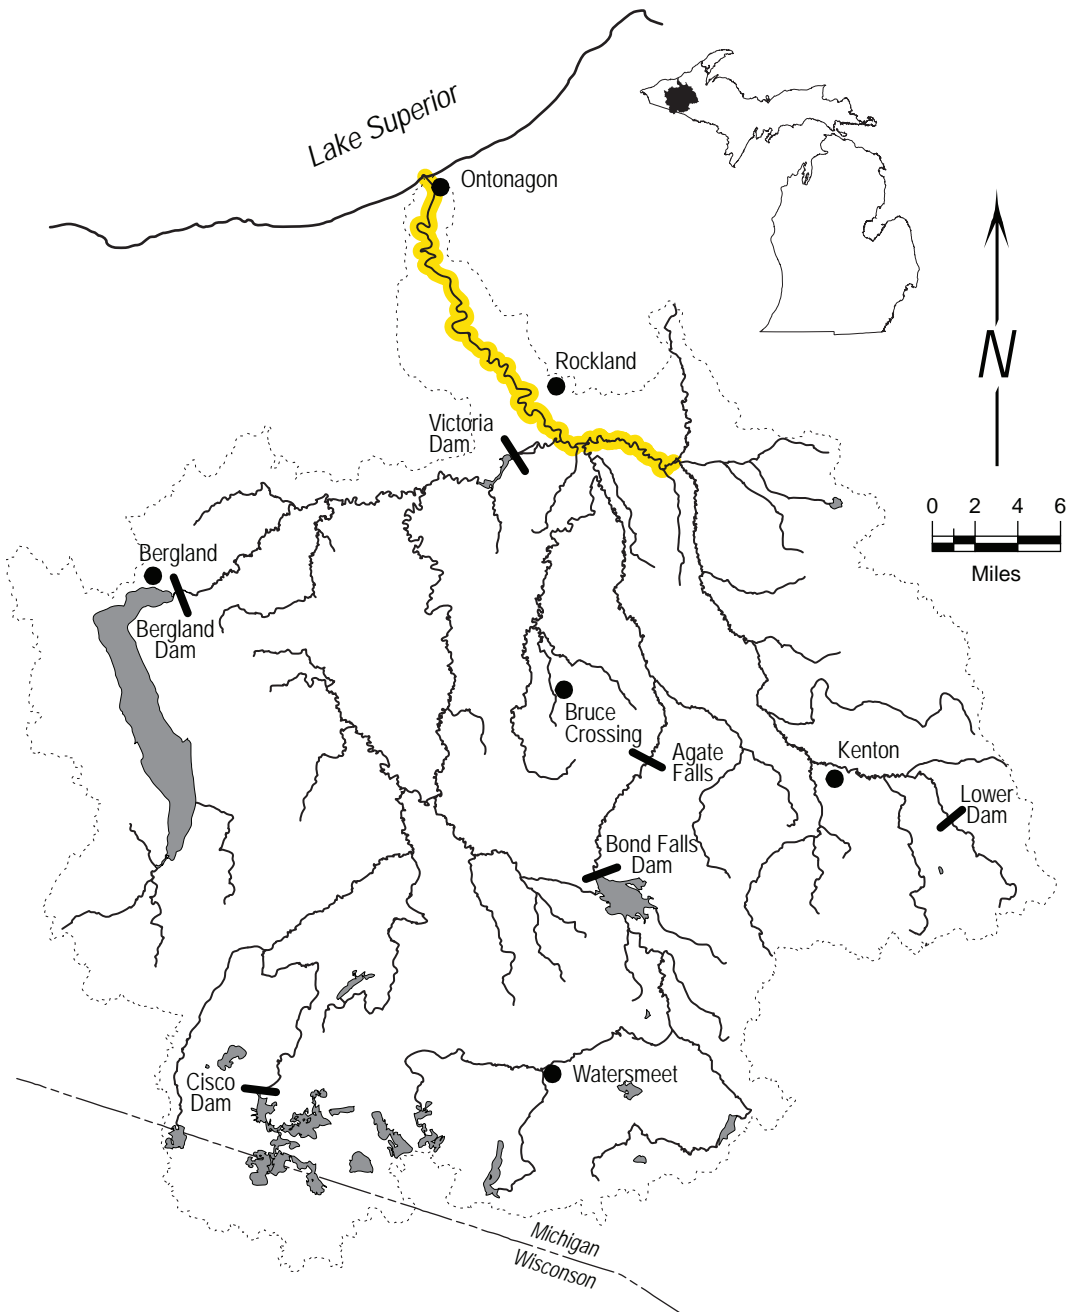 Lake Superior
Ontonagon
Rockland
Victoria
Dam
N
0 2 4 6
Miles
Bergland
Bergland
Dam
Bruce
Crossing
Agate
Falls
Kenton
Lower
Dam
Bond Falls
Dam
Cisco
Dam
Watersmeet
Michigan
Wisconson